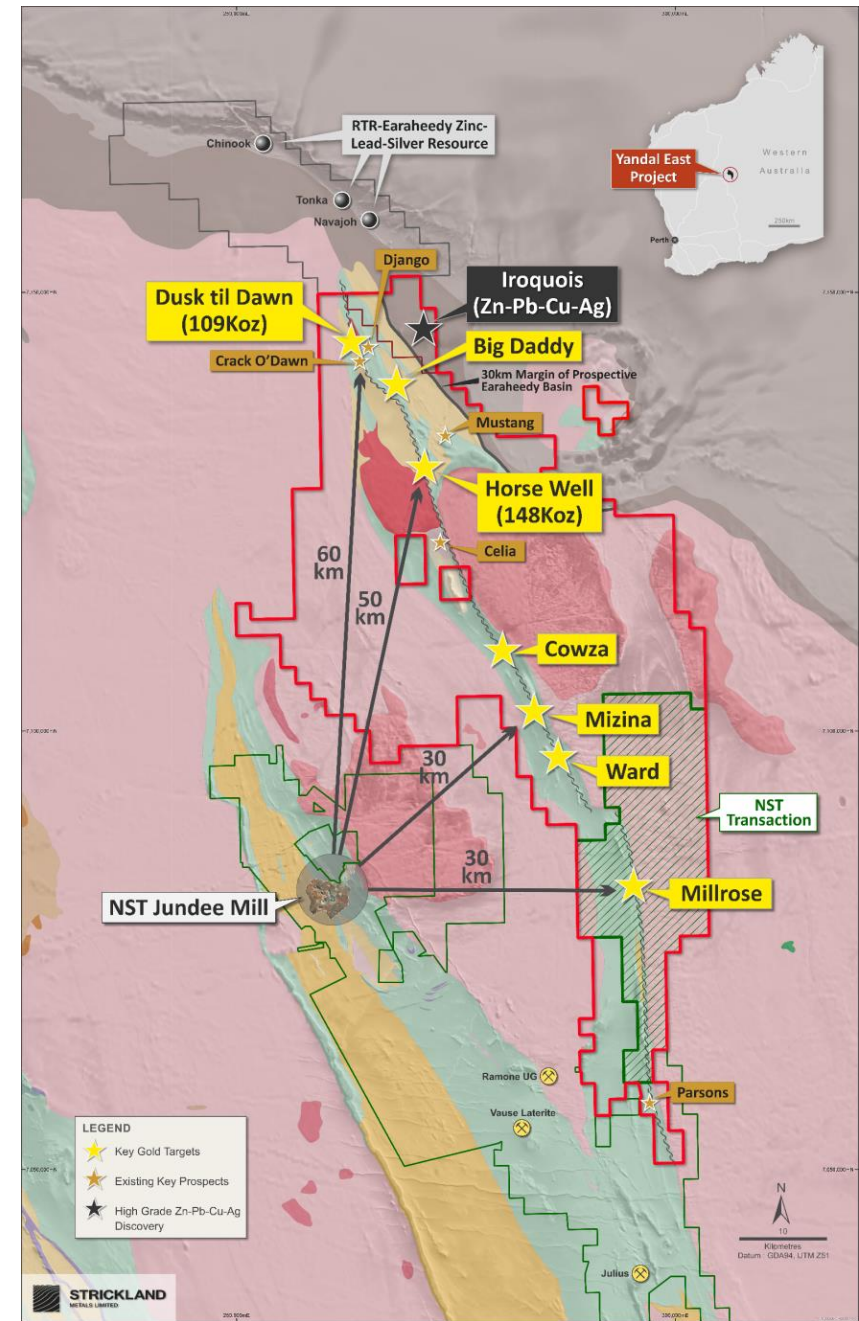 Western
Australia
Yandal East
Project
250km
Perth
RTR-Earaheedy Zinc-
Lead-Silver Resource
Chinook
Tonka
Navajoh
Django
Iroquois
(Zn-Pb-Cu-Ag)
Dusk til Dawn
(109Koz)
Big Daddy
Crack O'Dawn
30km Margin of Prospective
Earaheedy Basin
Mustang
Horse Well
(148Koz)
Celia
60
km
50
km
Cowza
Mizina
Ward
30
km
NST
Transaction
30
km
Millrose
NST Jundee Mill
Ramone UG
Vause Laterite
Parsons
LEGEND
Key Gold Targets
Existing Key Prospects
High Grade Zn-Pb-Cu-Ag
Discovery
N
10
Kilometres
Datum : GDA94, UTM Z51
Julius
STRICKLAND
METALS LIMITED